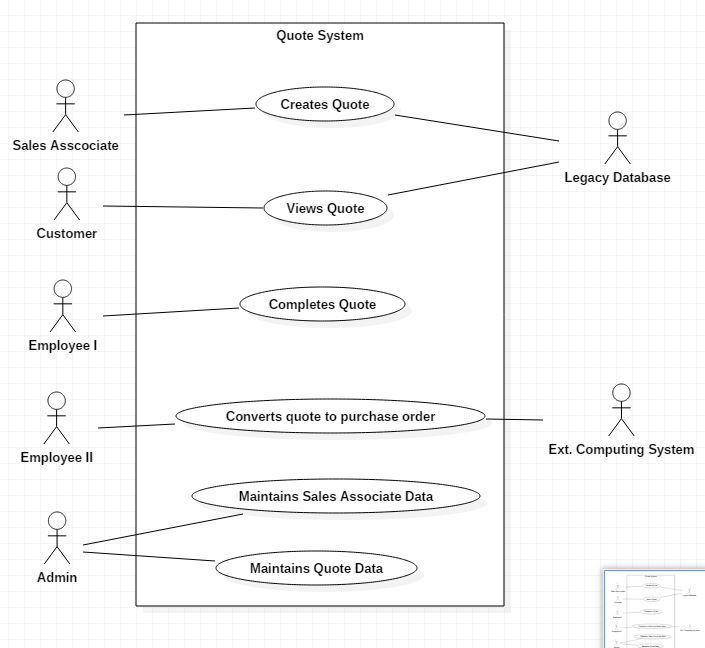 Quote System
Creates Quote
Sales Asscociate
Legacy Database
Views Quote
Customer
Completes Quote
Employee I
Converts quote to purchase order
Ext. Computing System
Employee II
Maintains Sales Associate Data
Maintains Quote Data
Admin